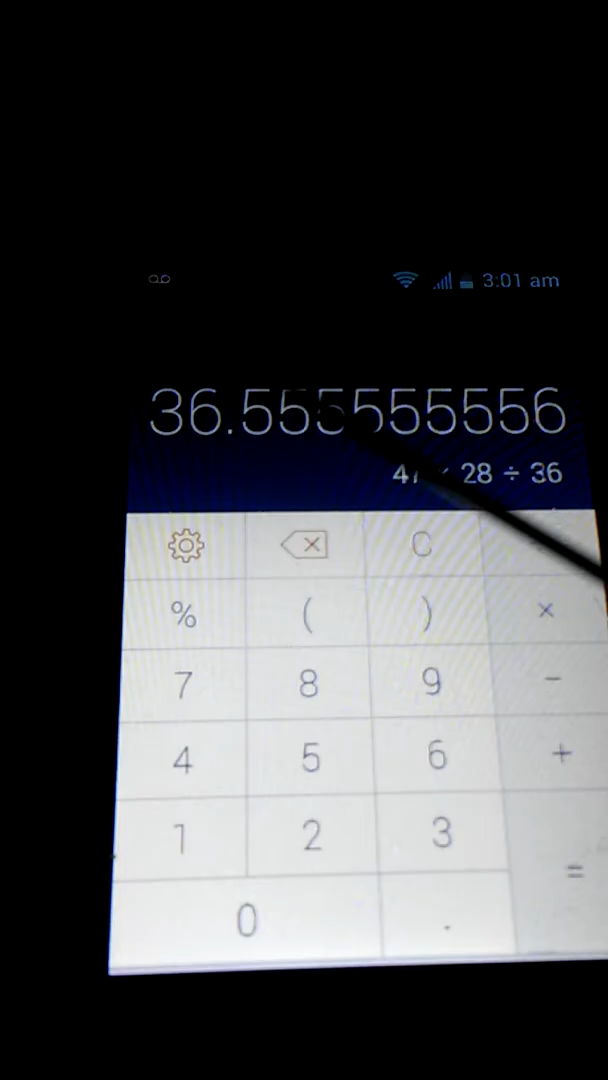 3:01 am
36.555555556
28 ÷ 36
C
% ( ) ×
7 8 9 −
4 5 6 +
1 2 3
=
0 .